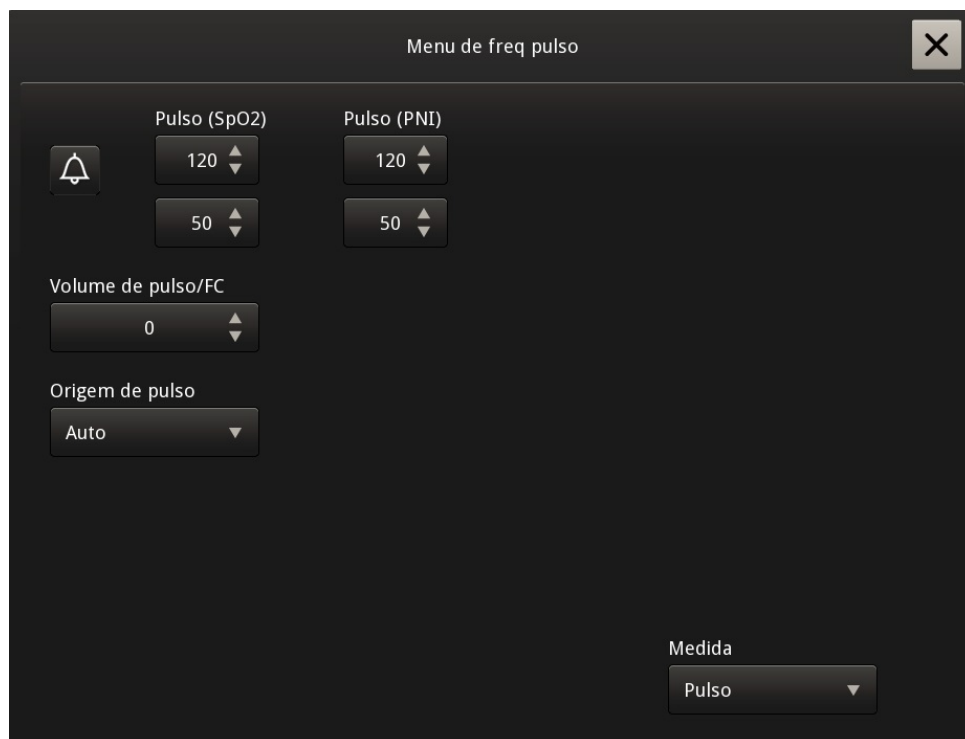 Menu de freq pulso
Pulso (SpO2) Pulso (PNI)
120 120
50 50
Volume de pulso/FC
0
Origem de pulso
Auto
Medida
Pulso